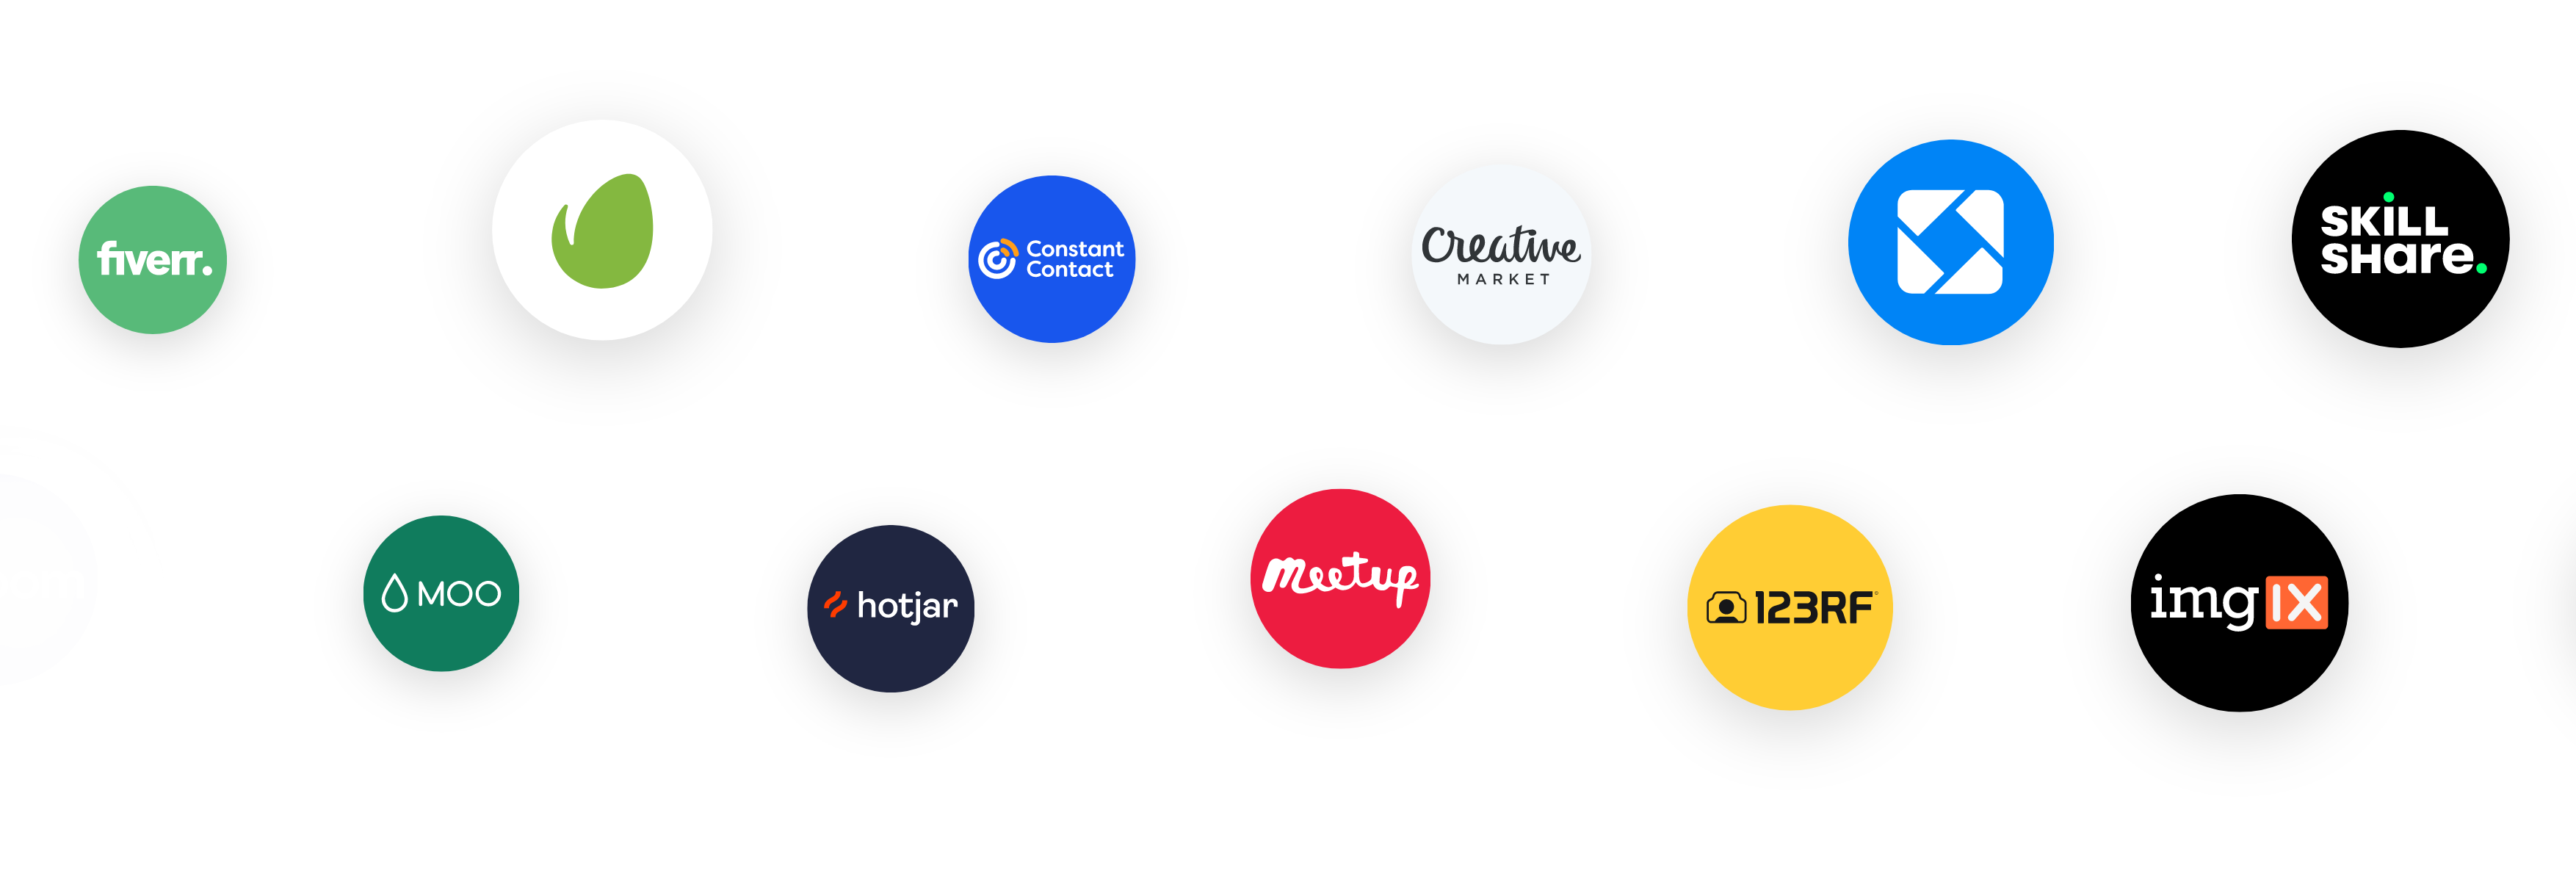 fiverr.
Constant
Contact
Creative
MARKET
SKILL
SHare.
MOO
hotjar
meetup
123RF
imgIX